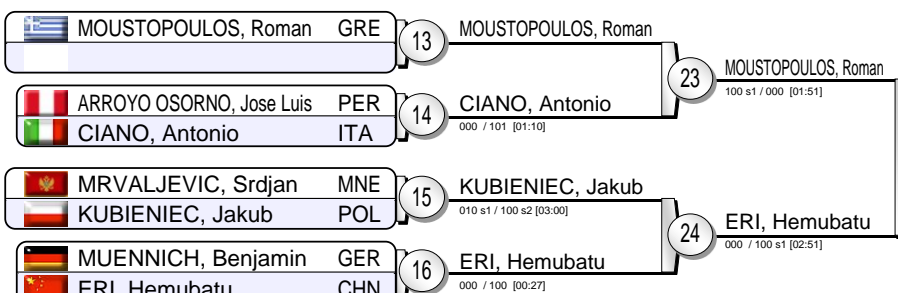 MOUSTOPOULOS, Roman GRE
13
MOUSTOPOULOS, Roman
23
MOUSTOPOULOS, Roman
100 s1 / 000 [01:51]
ARROYO OSORNO, Jose Luis PER
CIANO, Antonio ITA
14
CIANO, Antonio
000 / 101 [01:10]
MRVALJEVIC, Srdjan MNE
KUBIENIEC, Jakub POL
15
KUBIENIEC, Jakub
010 s1 / 100 s2 [03:00]
24
ERI, Hemubatu
000 / 100 s1 [02:51]
MUENNICH, Benjamin GER
ERI, Hemubatu CHN
16
ERI, Hemubatu
000 / 100 [00:27]